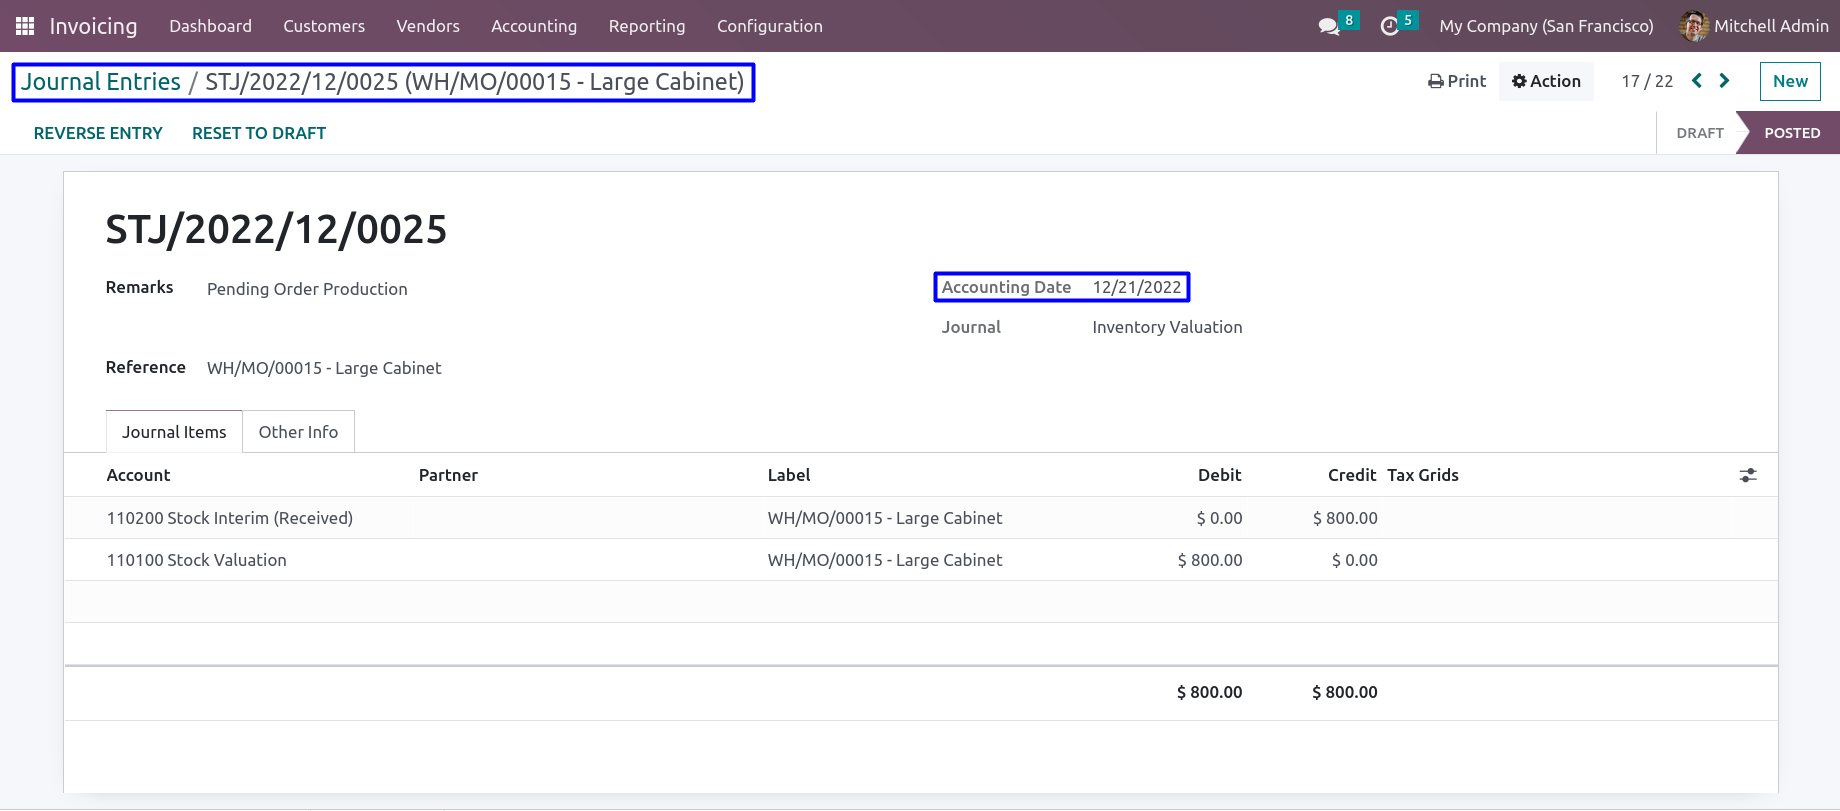 Invoicing Dashboard Customers Vendors Accounting Reporting Configuration 8 5 My Company (San Francisco) Mitchell Admin
Journal Entries / STJ/2022/12/0025 (WH/MO/00015 - Large Cabinet) Print Action 17 / 22 New
REVERSE ENTRY RESET TO DRAFT DRAFT POSTED
STJ/2022/12/0025
Remarks Pending Order Production Accounting Date 12/21/2022
Journal Inventory Valuation
Reference WH/MO/00015 - Large Cabinet
Journal Items Other Info
Account Partner Label Debit Credit Tax Grids
110200 Stock Interim (Received) WH/MO/00015 - Large Cabinet $ 0.00 $ 800.00
110100 Stock Valuation WH/MO/00015 - Large Cabinet $ 800.00 $ 0.00
$ 800.00 $ 800.00